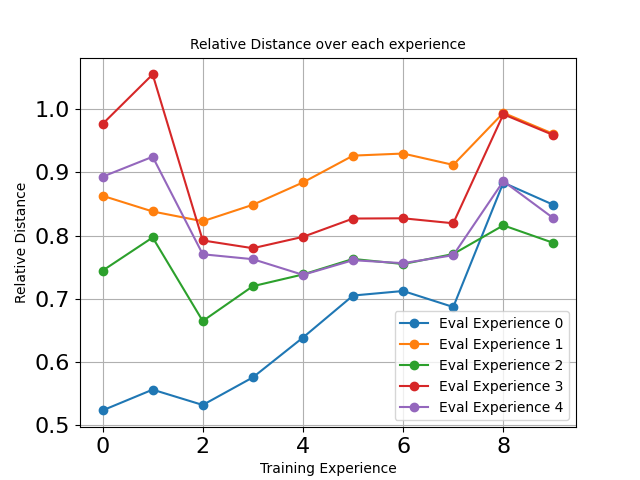 Relative Distance over each experience
Relative Distance
1.0
0.9
0.8
0.7
0.6
0.5
0 2 4 6 8
Training Experience
Eval Experience 0
Eval Experience 1
Eval Experience 2
Eval Experience 3
Eval Experience 4